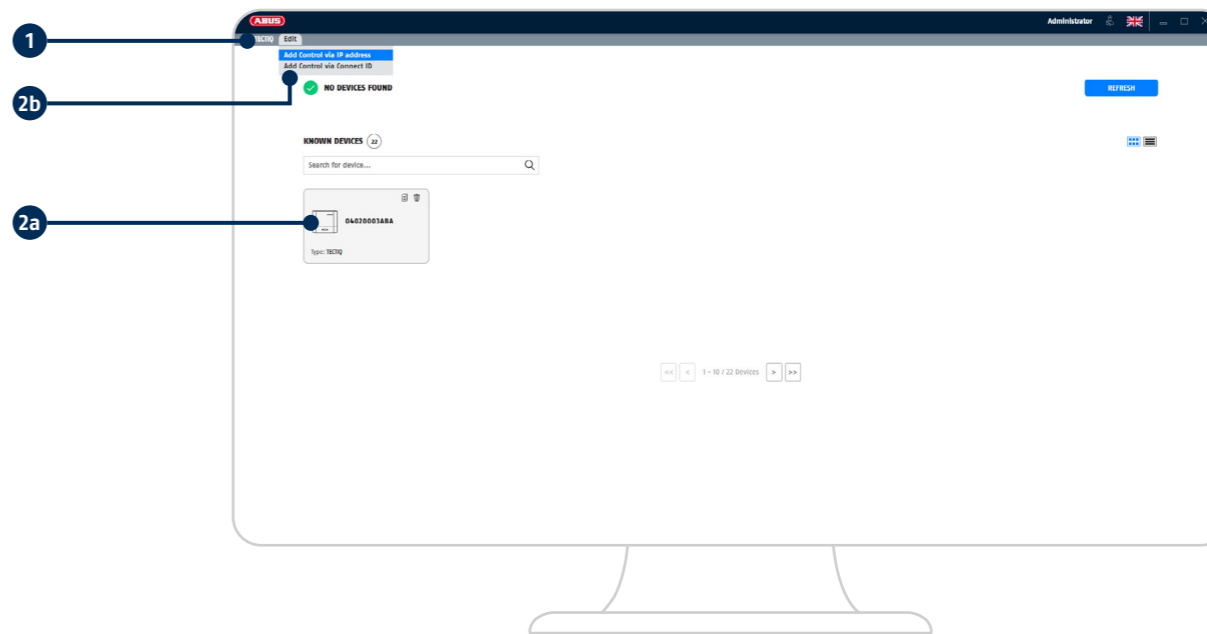 ABUS
Administrator
1
TECTIQ Edit
Add Control via IP address
Add Control via Connect ID
2b
NO DEVICES FOUND
REFRESH
KNOWN DEVICES 22
Search for device...
2a
04020003ABA
Type: TECTIQ
<< < 1 - 10 / 22 Devices > >>